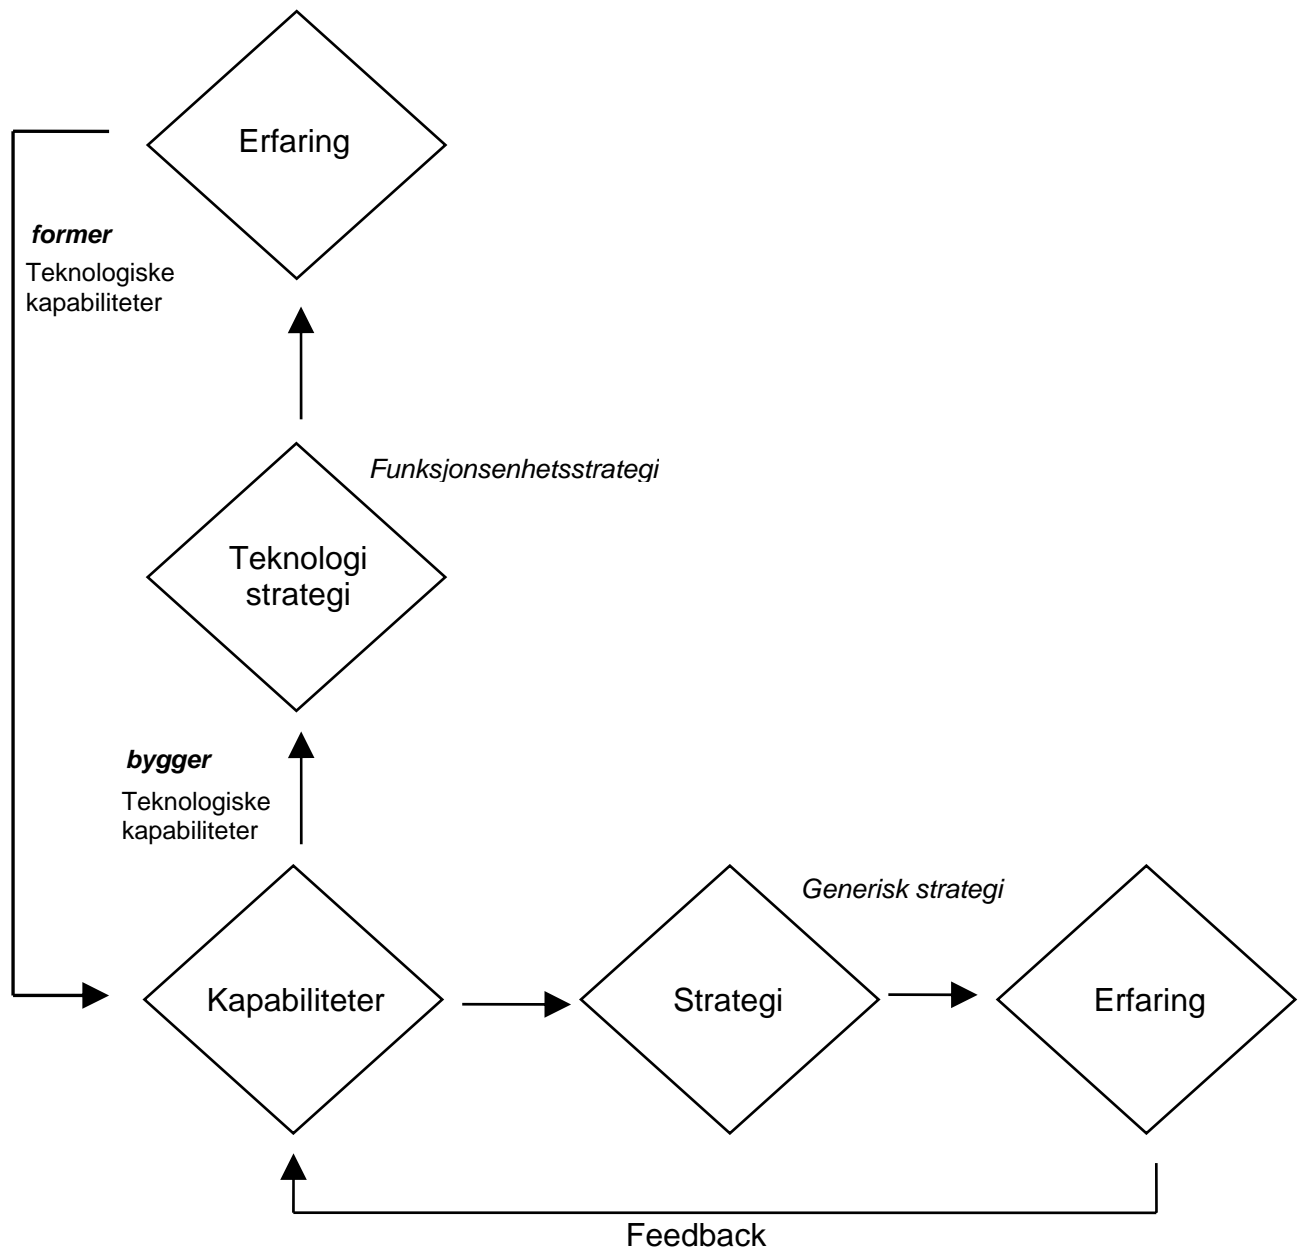 Erfaring
former
Teknologiske
kapabiliteter
Funksjonsenhetsstrategi
Teknologi
strategi
bygger
Teknologiske
kapabiliteter
Generisk strategi
Kapabiliteter
Strategi
Erfaring
Feedback